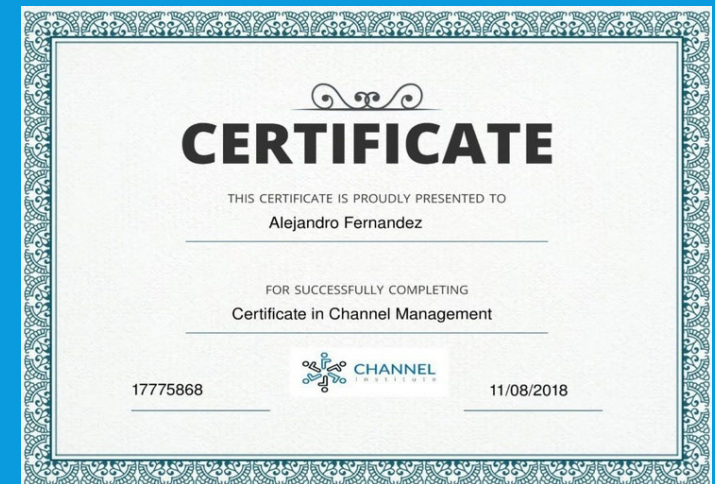 CERTIFICATE
THIS CERTIFICATE IS PROUDLY PRESENTED TO
Alejandro Fernandez
FOR SUCCESSFULLY COMPLETING
Certificate in Channel Management
CHANNEL
Institute
17775868
11/08/2018